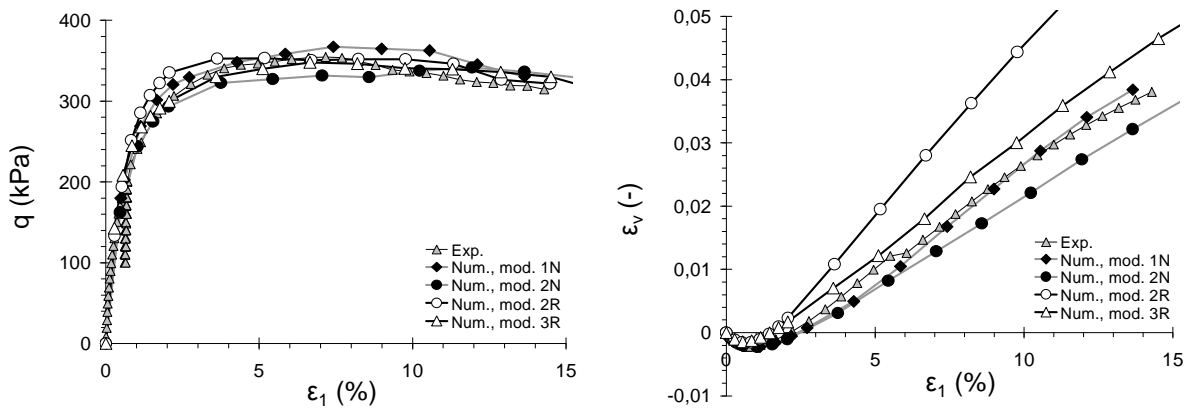 400
300
200
100
0
q (kPa)
0
5
10
15
ε1 (%)
Exp.
Num., mod. 1N
Num., mod. 2N
Num., mod. 2R
Num., mod. 3R
0,05
0,04
0,03
0,02
0,01
0
-0,01
εv (-)
0
5
10
15
ε1 (%)
Exp.
Num., mod. 1N
Num., mod. 2N
Num., mod. 2R
Num., mod. 3R